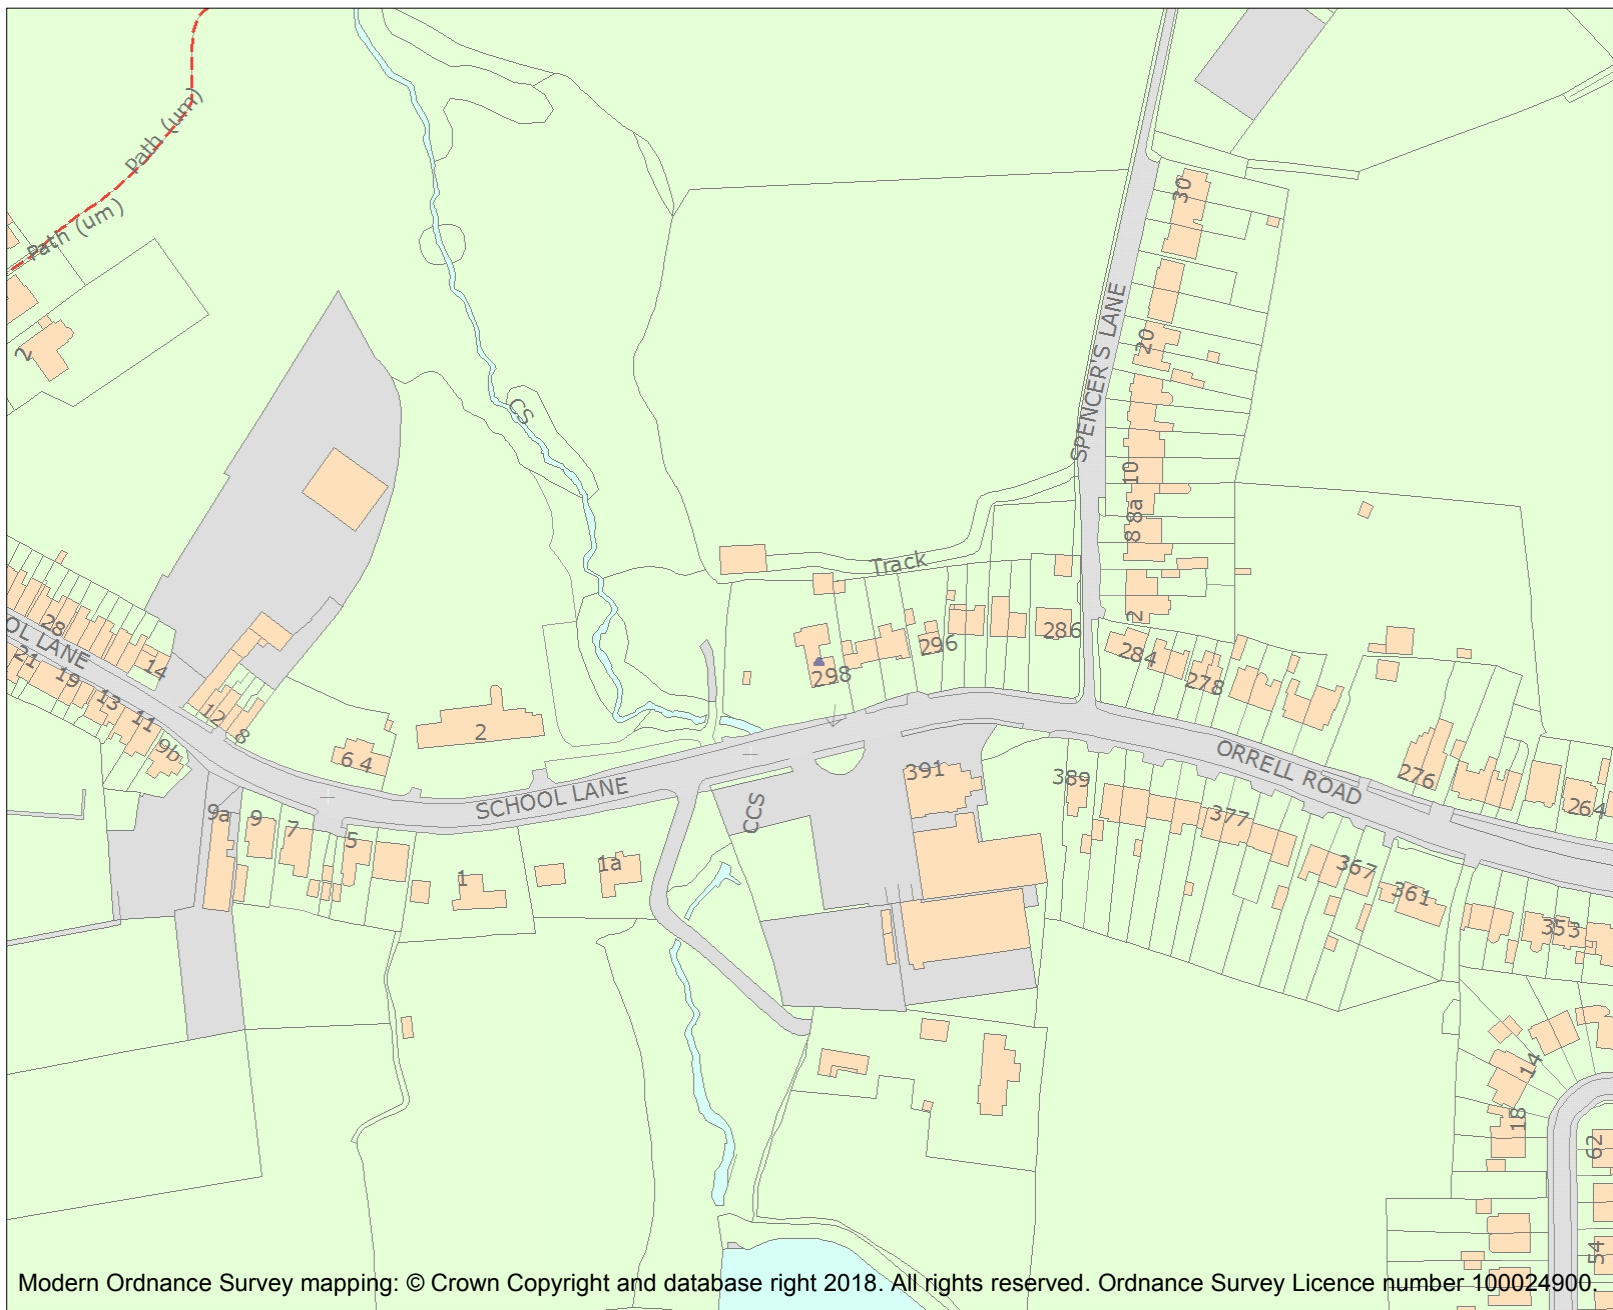 Path (um)
Path (um)
2
CS
30
20
SPENCER'S LANE
10
8a
8
2
Track
28
OL LANE
21
19
13
11
9b
14
12
8
6 4
2
298
296
286
284
278
276
264
ORRELL ROAD
SCHOOL LANE
CCS
391
389
377
367
361
353
9a
9
7
5
1
1a
14
18
62
54
Modern Ordnance Survey mapping: © Crown Copyright and database right 2018. All rights reserved. Ordnance Survey Licence number 100024900.